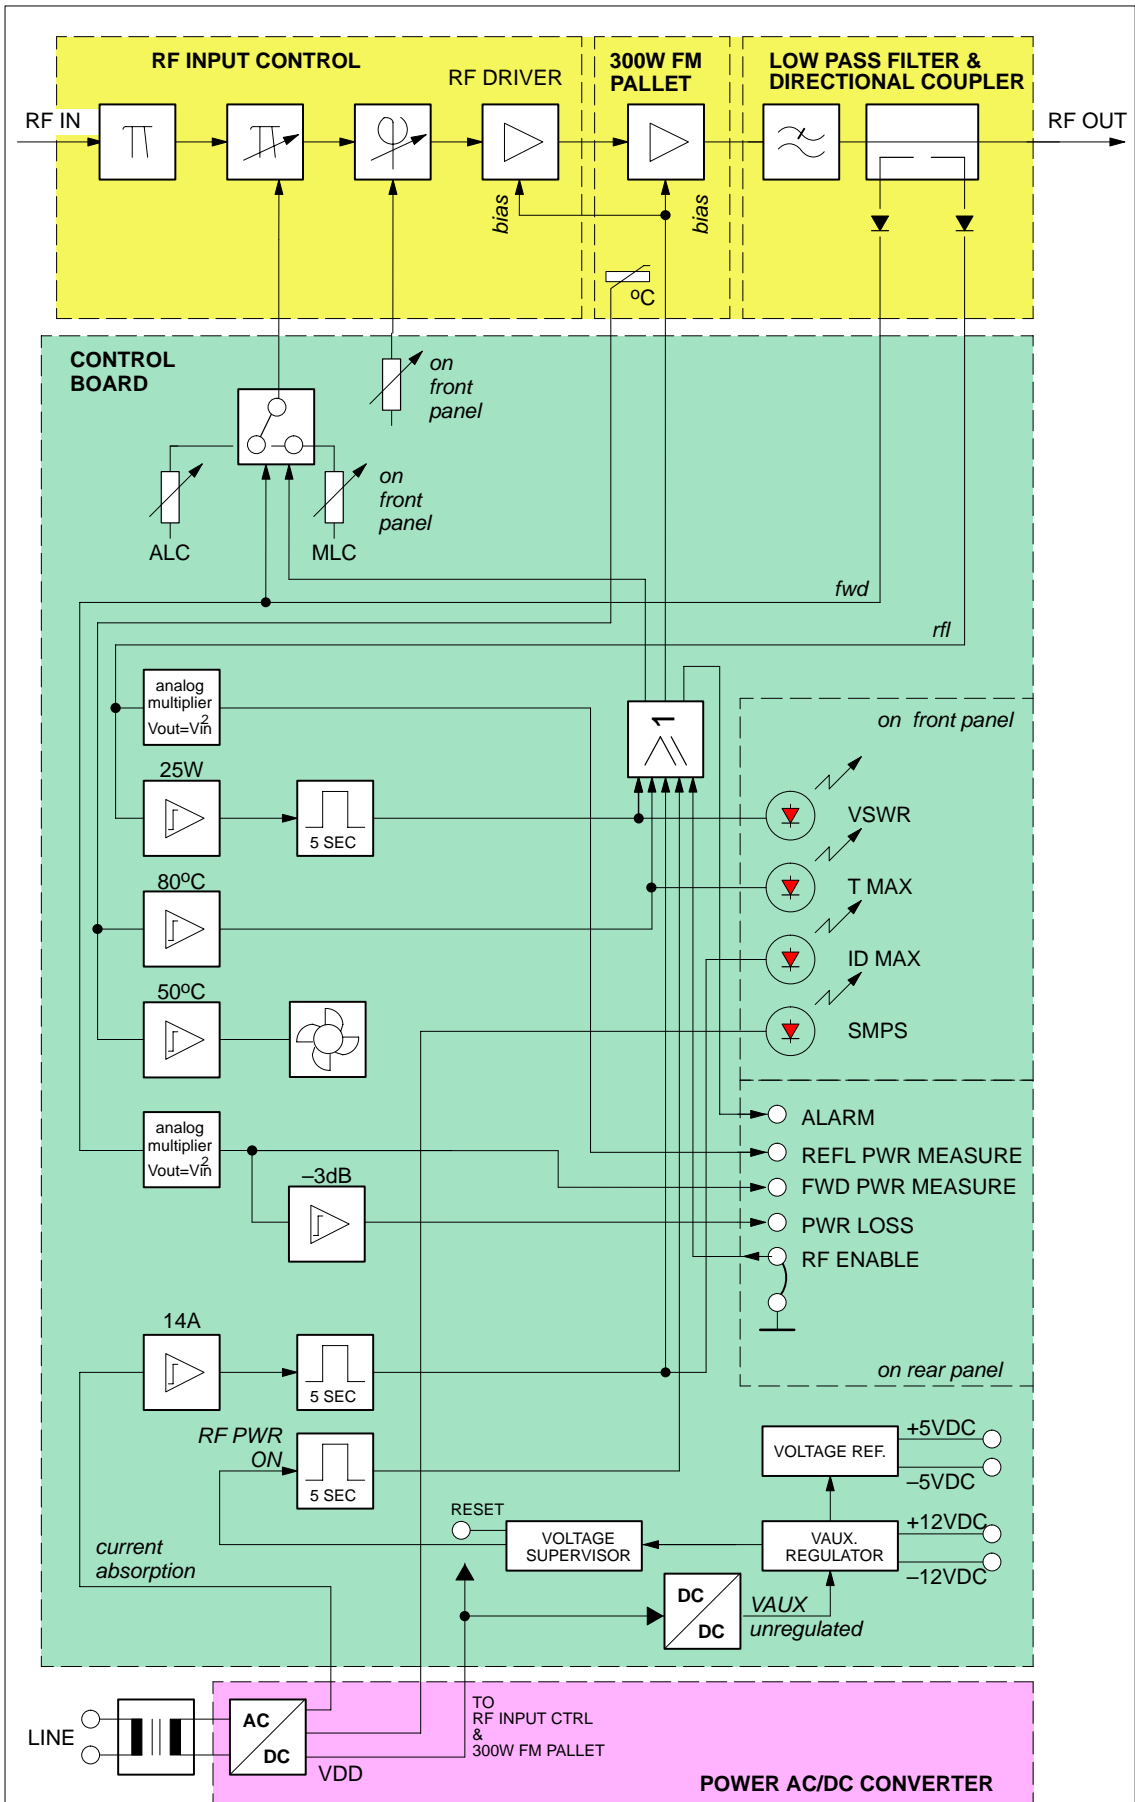 RF INPUT CONTROL
300W FM
PALLET
LOW PASS FILTER &
DIRECTIONAL COUPLER
RF DRIVER
RF IN
RF OUT
π
π
φ
bias
bias
ºC
CONTROL
BOARD
on
front
panel
on
front
panel
ALC
MLC
fwd
rfl
analog
multiplier
Vout=Vin²
≥1
on front panel
25W
5 SEC
VSWR
80ºC
T MAX
ID MAX
50ºC
SMPS
analog
multiplier
Vout=Vin²
ALARM
REFL PWR MEASURE
FWD PWR MEASURE
–3dB
PWR LOSS
RF ENABLE
14A
5 SEC
on rear panel
RF PWR
ON
5 SEC
VOLTAGE REF.
+5VDC
–5VDC
RESET
VOLTAGE
SUPERVISOR
VAUX.
REGULATOR
+12VDC
–12VDC
current
absorption
DC
DC
VAUX
unregulated
LINE
AC
DC
VDD
TO
RF INPUT CTRL
&
300W FM PALLET
POWER AC/DC CONVERTER